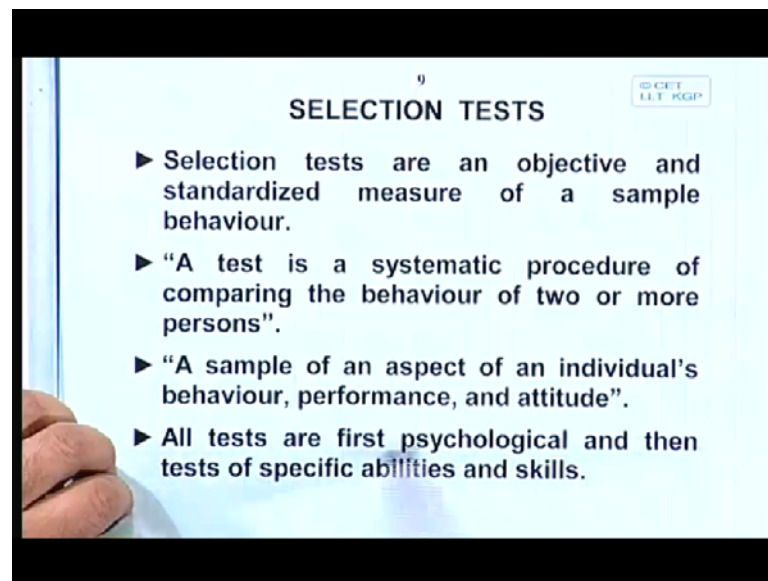 9
© CET
I.I.T KGP
SELECTION TESTS
► Selection tests are an objective and
standardized measure of a sample
behaviour.
► “A test is a systematic procedure of
comparing the behaviour of two or more
persons”.
► “A sample of an aspect of an individual’s
behaviour, performance, and attitude”.
► All tests are first psychological and then
tests of specific abilities and skills.